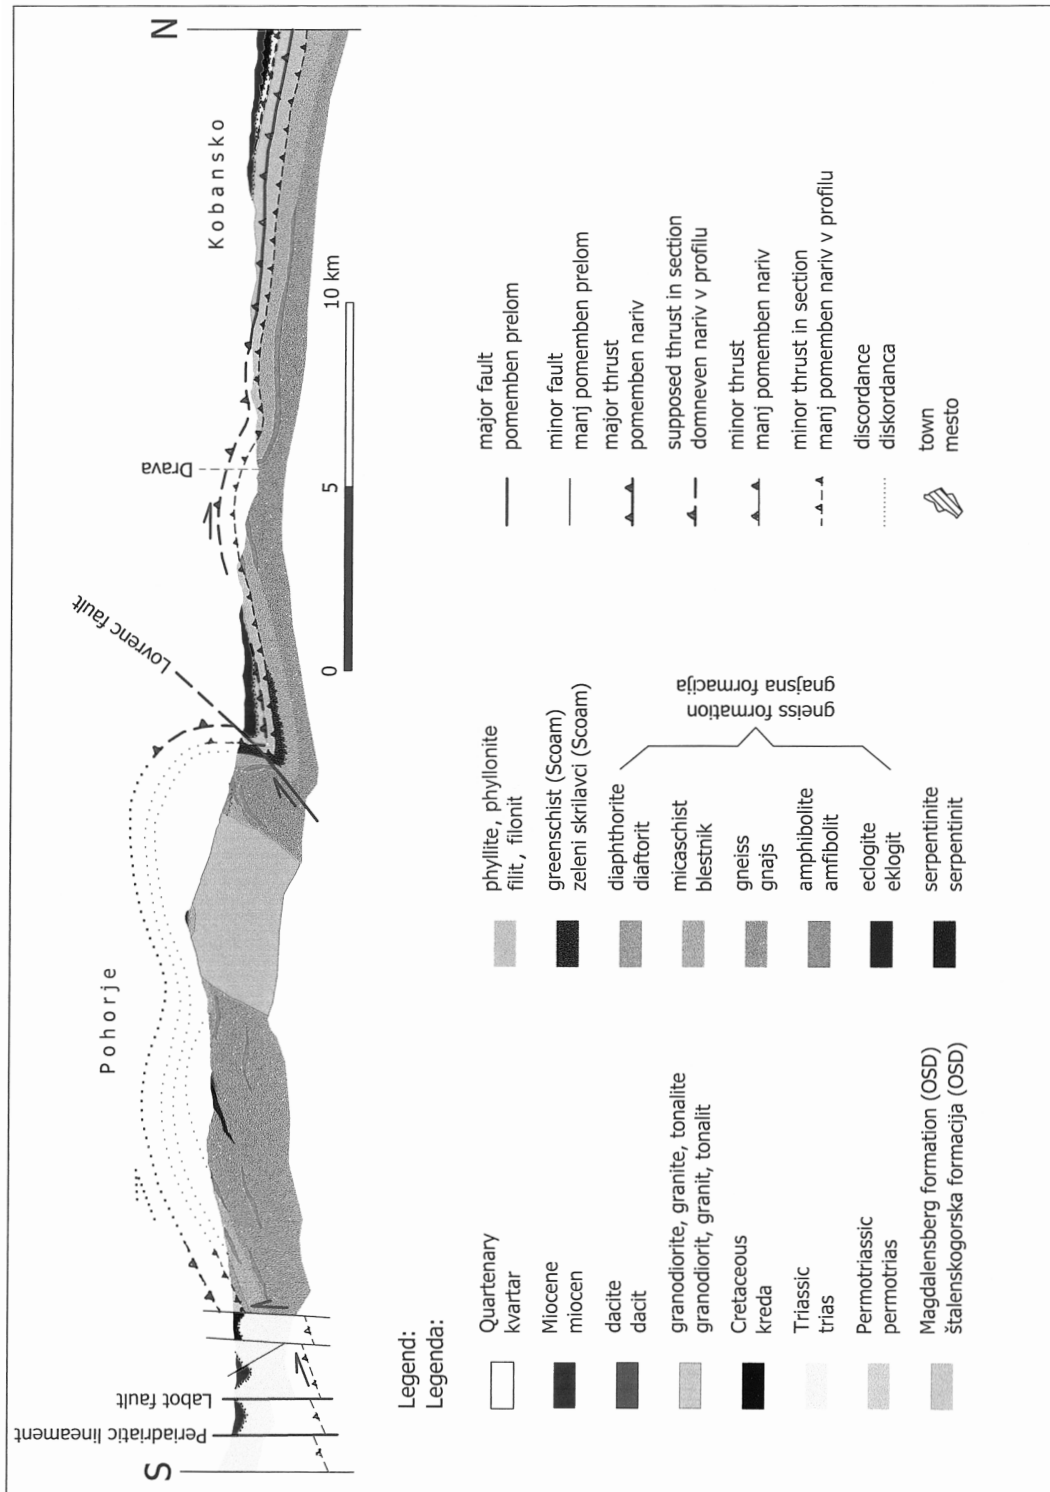 S
N
Pohorje
Kobansko
Periadriatic lineament
Labot fault
Lovrenc fault
Drava
0
5
10 km
Legend:
Legenda:
Quartenary
kvartar
Miocene
miocen
dacite
dacit
granodiorite, granite, tonalite
granodiorit, granit, tonalit
Cretaceous
kreda
Triassic
trias
Permotriassic
permotrias
Magdalensberg formation (OSD)
štalenskogorska formacija (OSD)
phyllite, phyllonite
filit, filonit
greenschist (Scoam)
zeleni skrilavci (Scoam)
diaphthorite
diaftorit
micaschist
blestnik
gneiss
gnajs
amphibolite
amfibolit
eclogite
eklogit
serpentinite
serpentinit
gneiss formation
gnajsna formacija
major fault
pomemben prelom
minor fault
manj pomemben prelom
major thrust
pomemben nariv
supposed thrust in section
domneven nariv v profilu
minor thrust
manj pomemben nariv
minor thrust in section
manj pomemben nariv v profilu
discordance
diskordanca
town
mesto